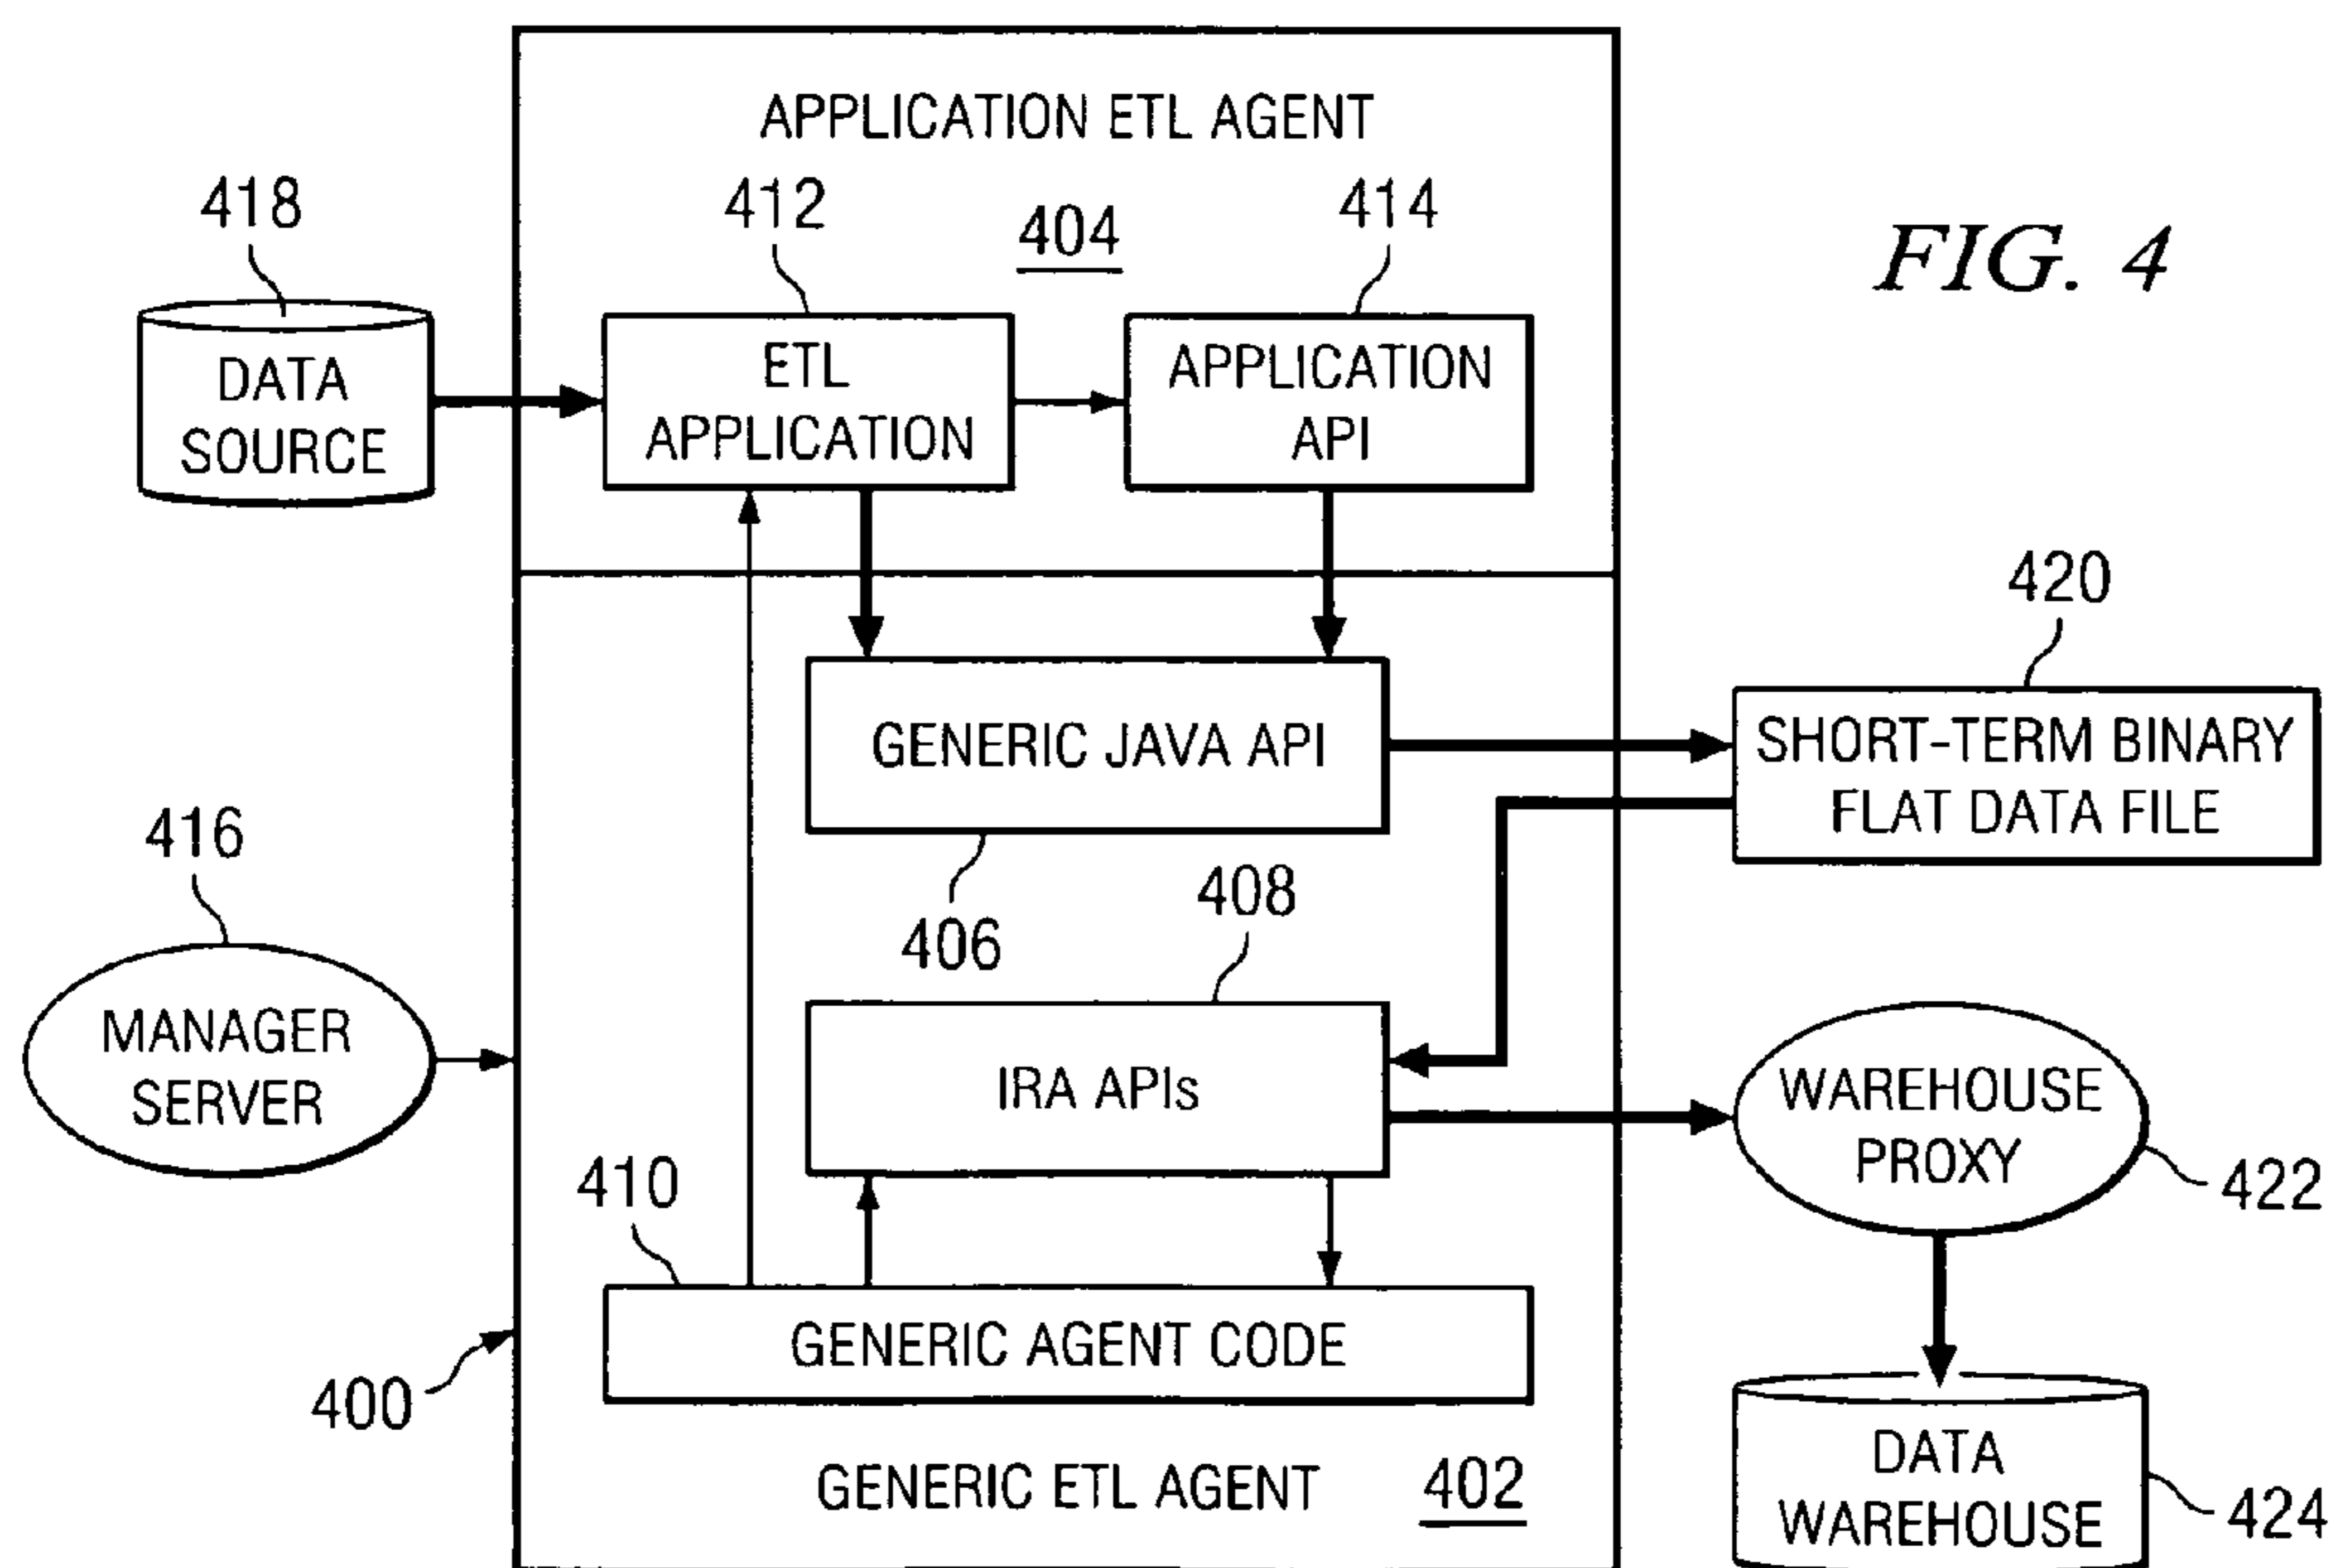 APPLICATION ETL AGENT
418
412
404
414
FIG. 4
DATA
SOURCE
ETL
APPLICATION
APPLICATION
API
420
GENERIC JAVA API
SHORT-TERM BINARY
FLAT DATA FILE
416
406
408
MANAGER
SERVER
IRA APIs
WAREHOUSE
PROXY
410
422
400
GENERIC AGENT CODE
GENERIC ETL AGENT
402
DATA
WAREHOUSE
424